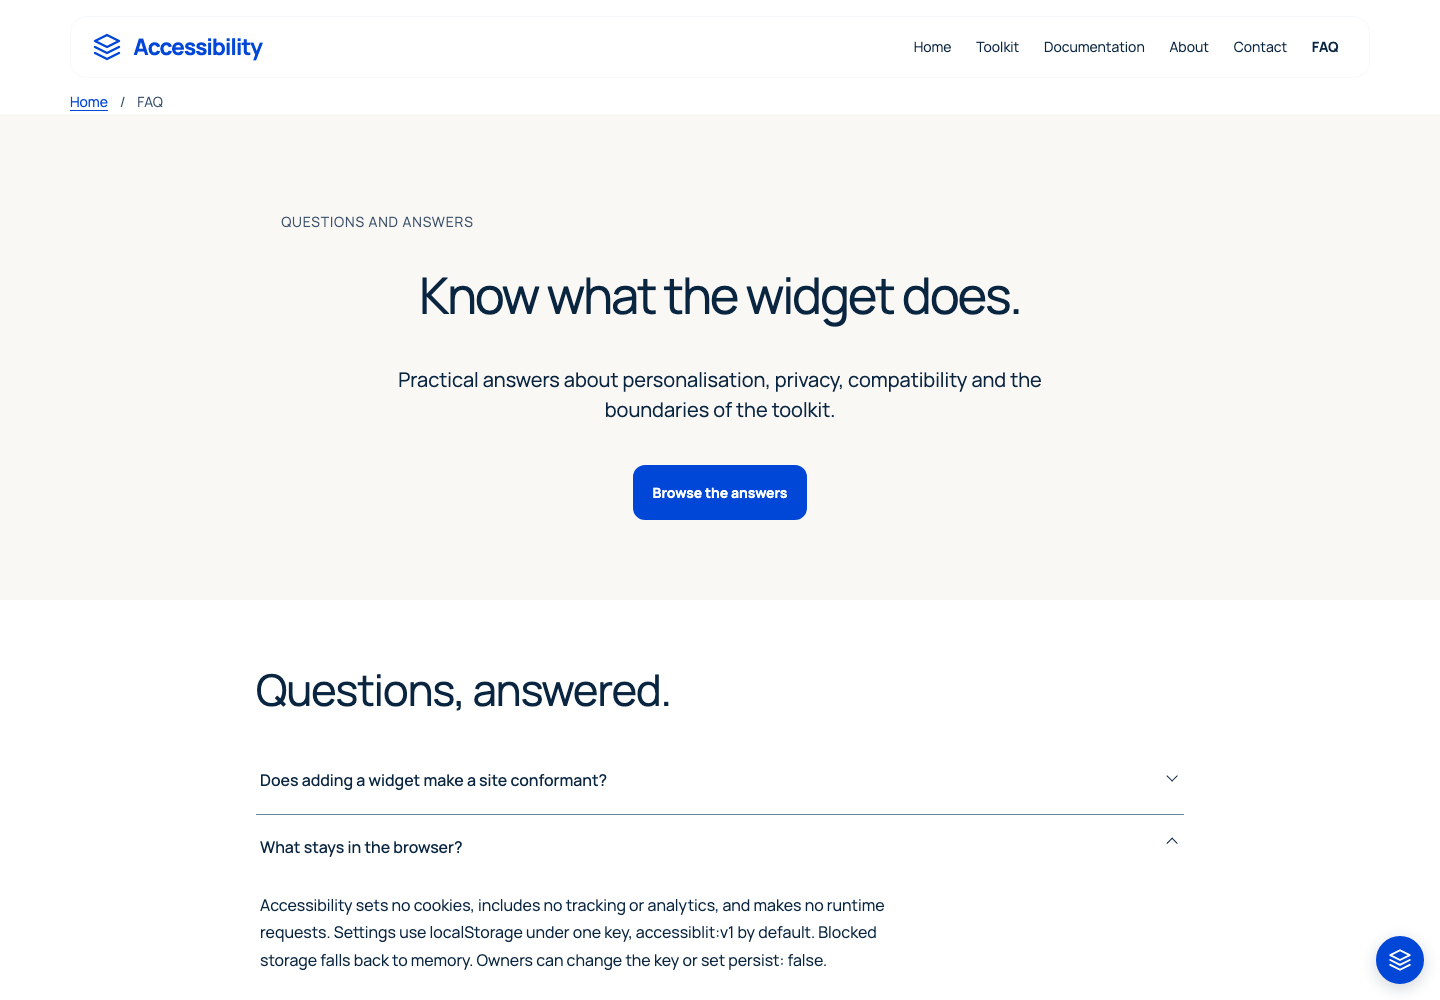 Accessibility
Home Toolkit Documentation About Contact FAQ
Home / FAQ
QUESTIONS AND ANSWERS
Know what the widget does.
Practical answers about personalisation, privacy, compatibility and the
boundaries of the toolkit.
Browse the answers
Questions, answered.
Does adding a widget make a site conformant?
What stays in the browser?
Accessibility sets no cookies, includes no tracking or analytics, and makes no runtime
requests. Settings use localStorage under one key, accessiblit:v1 by default. Blocked
storage falls back to memory. Owners can change the key or set persist: false.